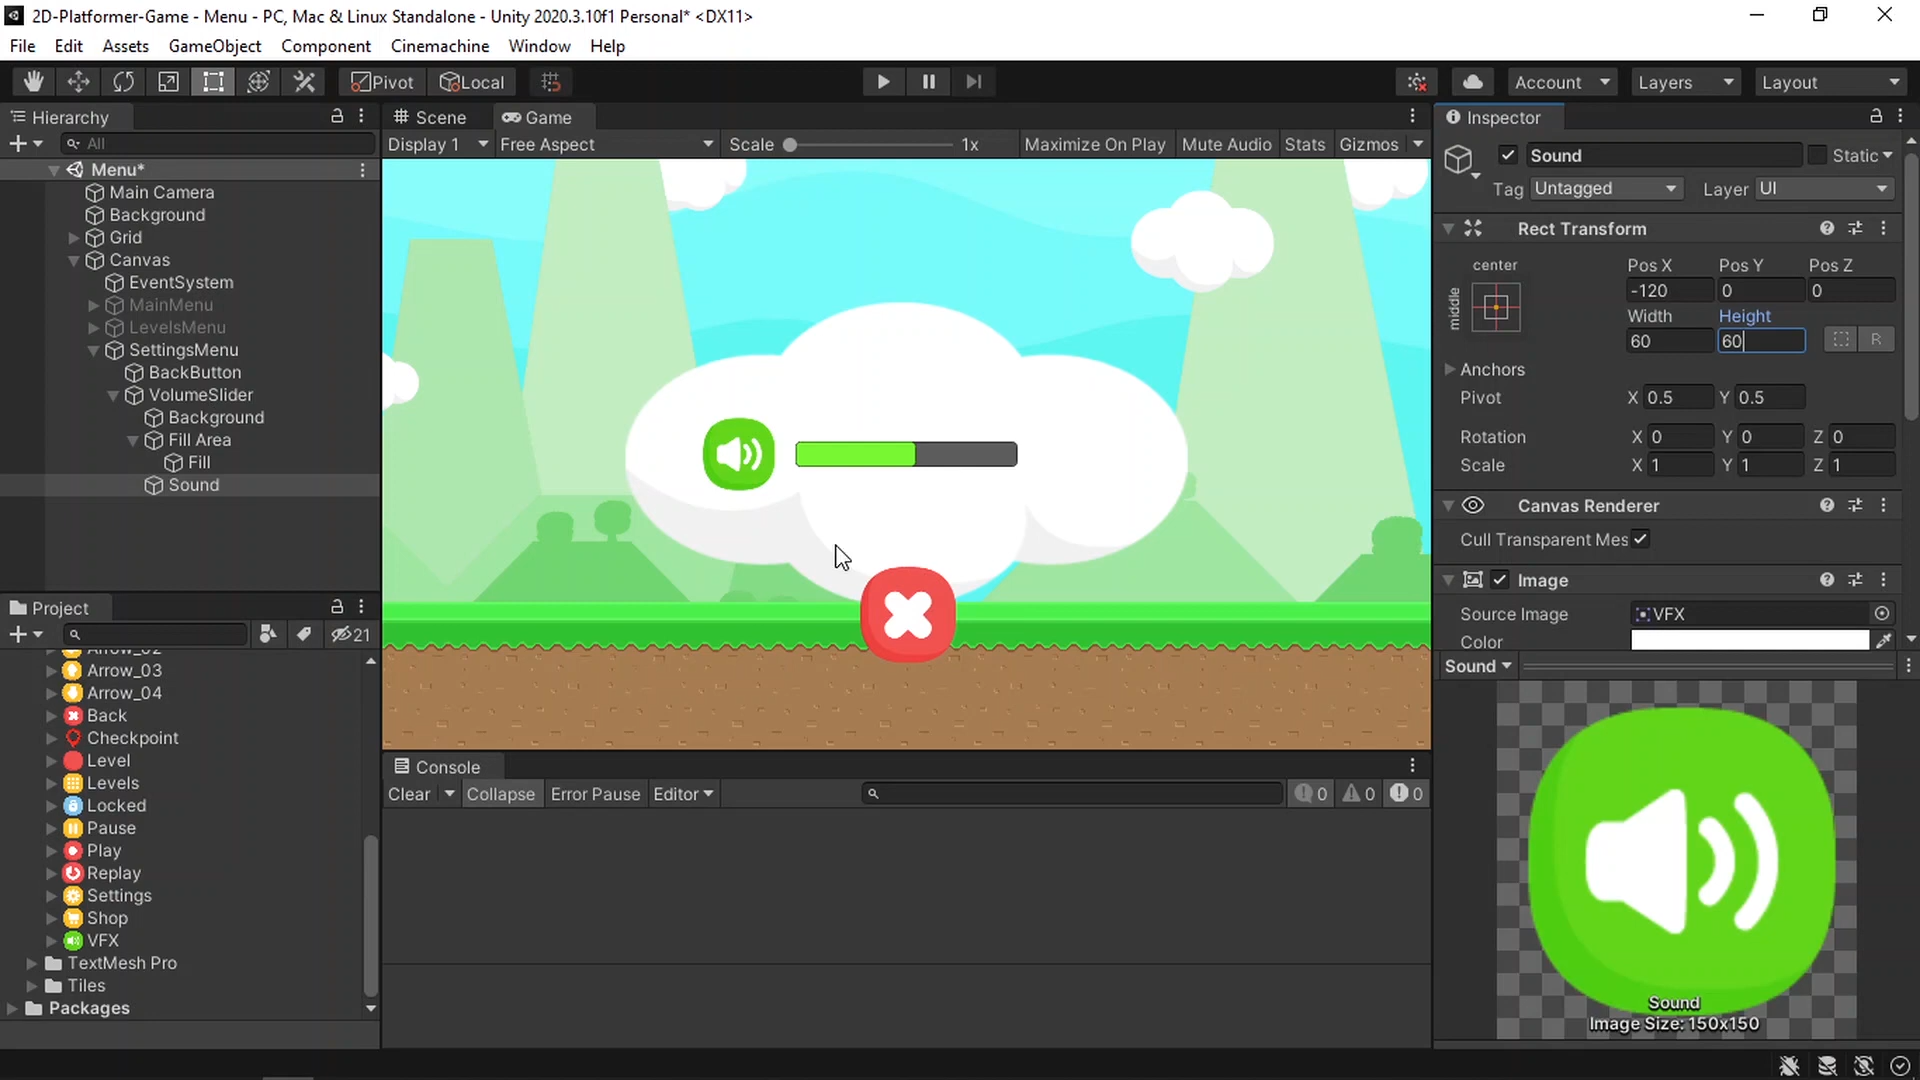 2D-Platformer-Game - Menu - PC, Mac & Linux Standalone - Unity 2020.3.10f1 Personal* <DX11>
File Edit Assets GameObject Component Cinemachine Window Help
Pivot Local Account Layers Layout
Hierarchy
All
Menu*
Main Camera
Background
Grid
Canvas
EventSystem
MainMenu
LevelsMenu
SettingsMenu
BackButton
VolumeSlider
Background
Fill Area
Fill
Sound
Scene Game
Display 1 Free Aspect Scale 1x Maximize On Play Mute Audio Stats Gizmos
Project
21
Arrow_02
Arrow_03
Arrow_04
Back
Checkpoint
Level
Levels
Locked
Pause
Play
Replay
Settings
Shop
VFX
TextMesh Pro
Tiles
Packages
Console
Clear Collapse Error Pause Editor 0 0 0
Inspector
Sound Static
Tag Untagged Layer UI
Rect Transform
center Pos X Pos Y Pos Z
middle -120 0 0
Width Height
60 60 R
Anchors
Pivot X 0.5 Y 0.5
Rotation X 0 Y 0 Z 0
Scale X 1 Y 1 Z 1
Canvas Renderer
Cull Transparent Mes
Image
Source Image VFX
Color
Sound
Sound
Image Size: 150x150